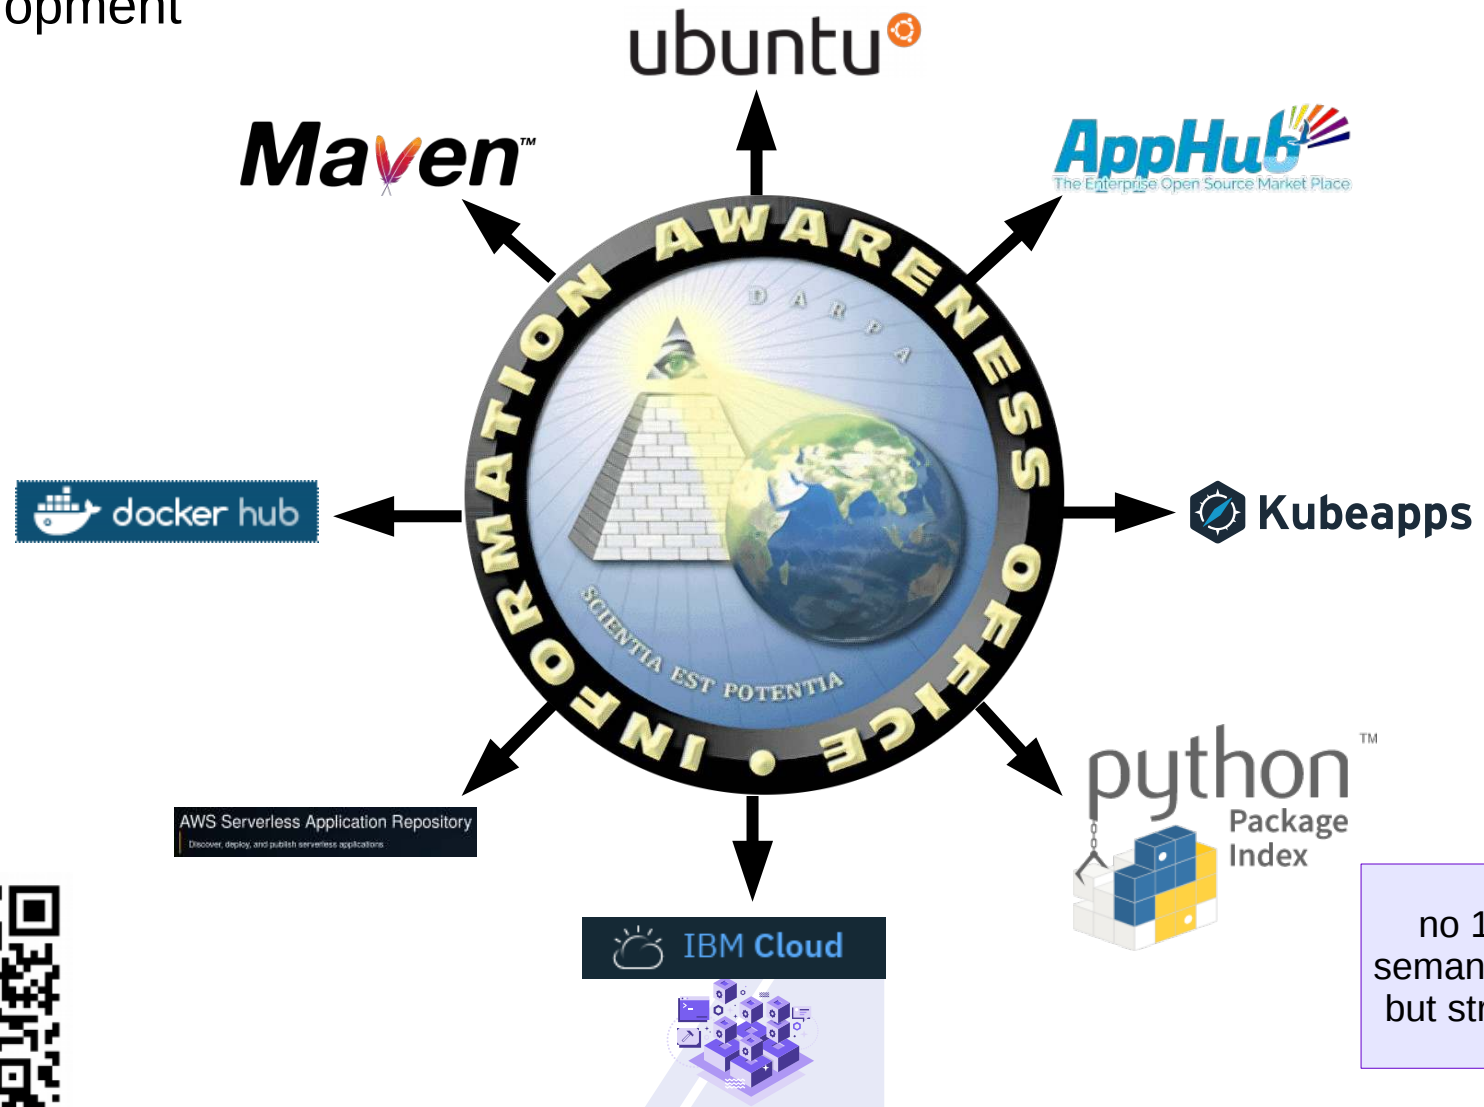 opment
ubuntu
Maven™
AppHub
The Enterprise Open Source Market Place
INFORMATION AWARENESS OFFICE
DARPA
SCIENTIA EST POTENTIA
docker hub
Kubeapps
python™
Package
Index
AWS Serverless Application Repository
Discover, deploy, and publish serverless applications
IBM Cloud
no 1
seman
but str